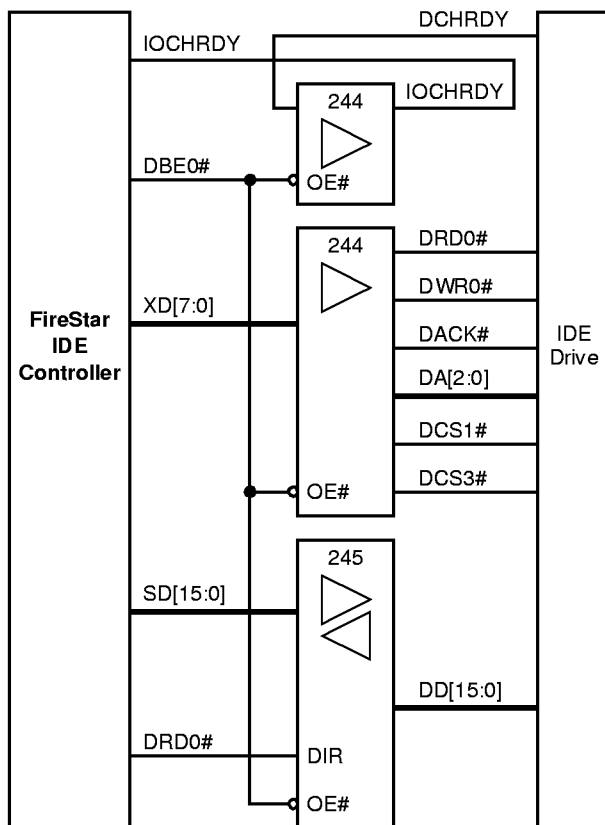 DCHRDY
IOCHRDY
244
IOCHRDY
DBE0#
OE#
244
DRD0#
DWR0#
XD[7:0]
FireStar
IDE
Controller
DACK#
IDE
Drive
DA[2:0]
DCS1#
OE#
DCS3#
245
SD[15:0]
DD[15:0]
DRD0#
DIR
OE#